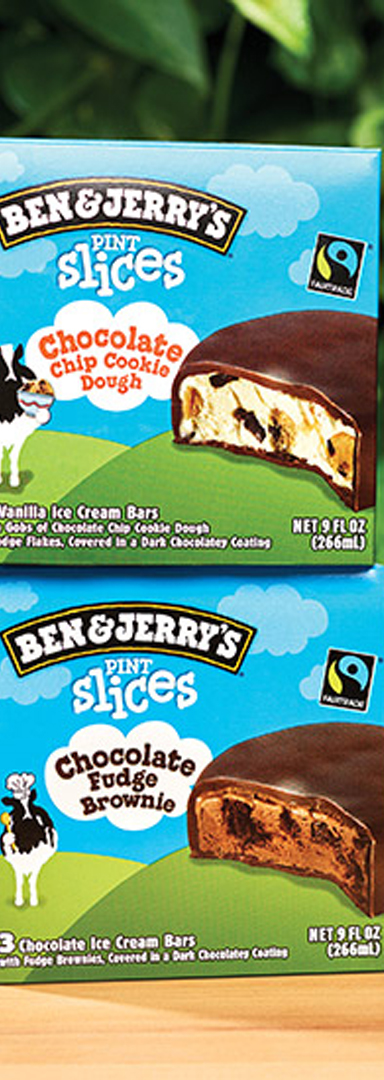 BEN & JERRY'S
PINT
slices
FAIRTRADE
Chocolate
Chip Cookie
Dough
Vanilla Ice Cream Bars
Gobs of Chocolate Chip Cookie Dough
Flakes, Covered in a Dark Chocolatey Coating
NET 9 FL OZ
(266mL)
BEN & JERRY'S
PINT
slices
FAIRTRADE
Chocolate
Fudge
Brownie
3 Chocolate Ice Cream Bars
with Fudge Brownies, Covered in a Dark Chocolatey Coating
NET 9 FL OZ
(266mL)